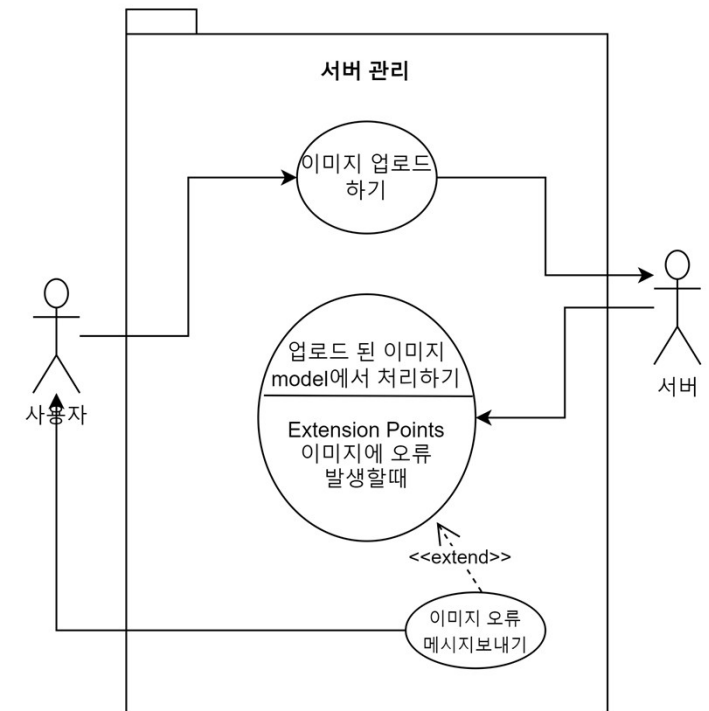 서버 관리
이미지 업로드
하기
사용자
서버
업로드 된 이미지
model에서 처리하기
Extension Points
이미지에 오류
발생할때
<<extend>>
이미지 오류
메시지보내기